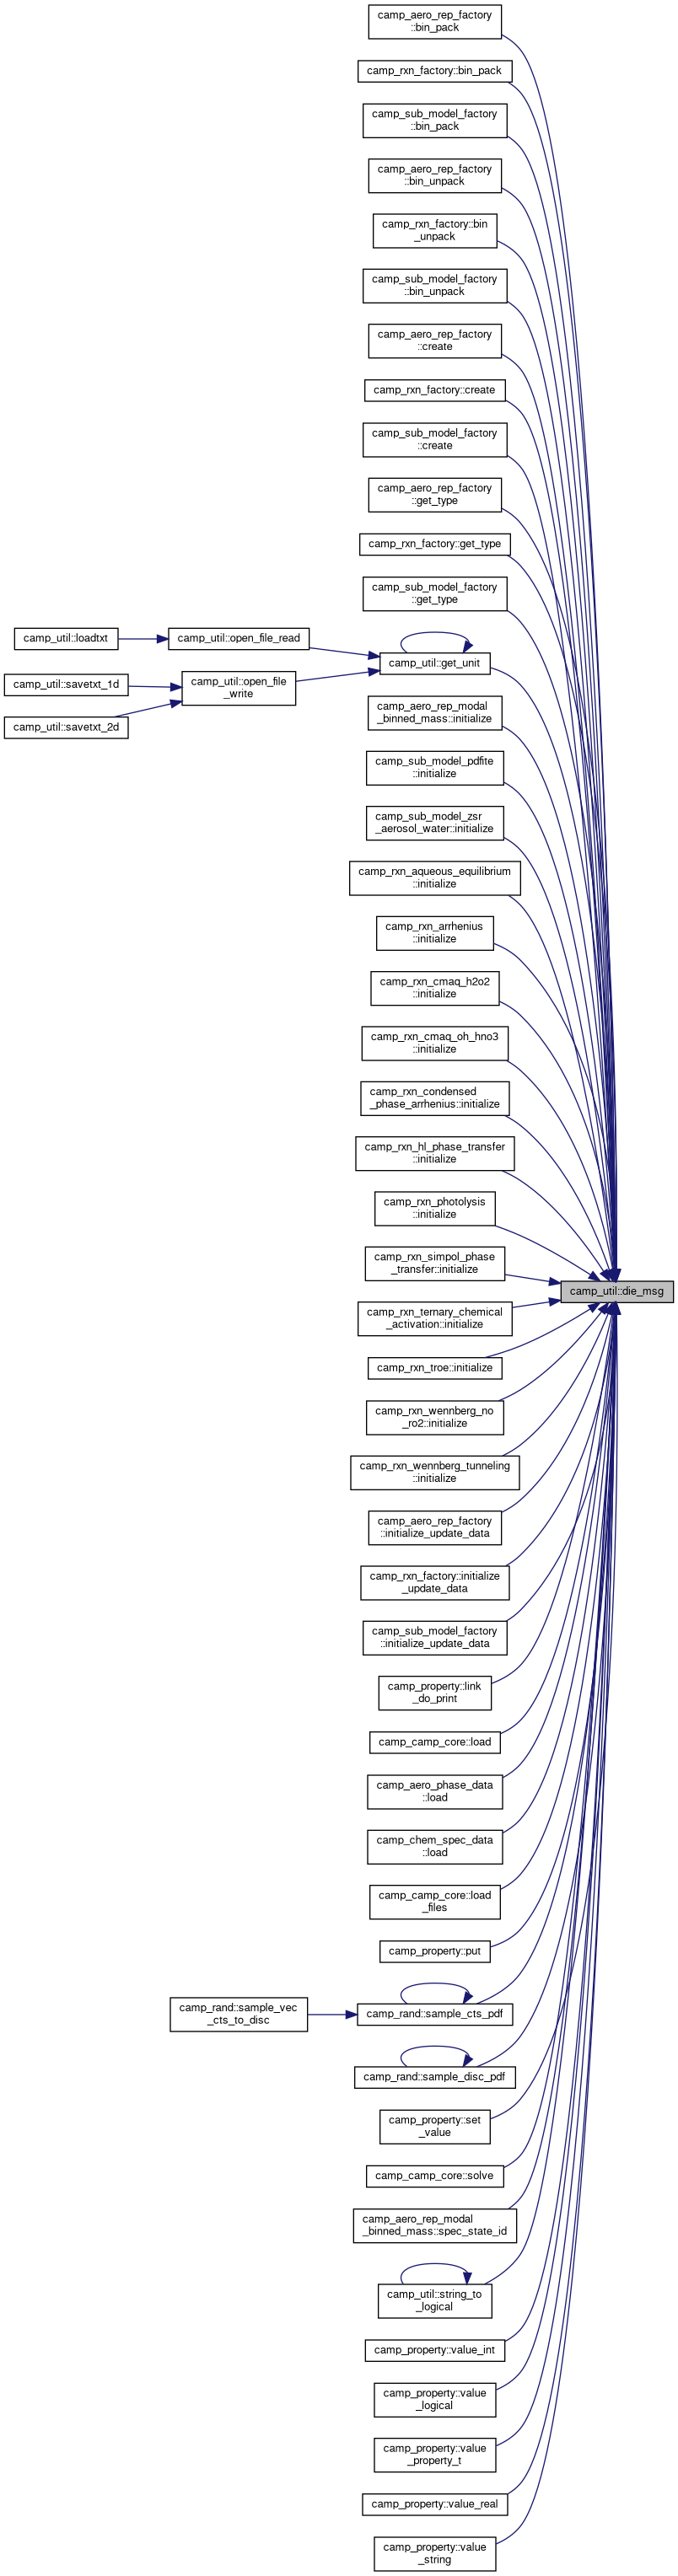 camp_aero_rep_factory
::bin_pack
camp_rxn_factory::bin_pack
camp_sub_model_factory
::bin_pack
camp_aero_rep_factory
::bin_unpack
camp_rxn_factory::bin
_unpack
camp_sub_model_factory
::bin_unpack
camp_aero_rep_factory
::create
camp_rxn_factory::create
camp_sub_model_factory
::create
camp_aero_rep_factory
::get_type
camp_rxn_factory::get_type
camp_sub_model_factory
::get_type
camp_util::loadtxt
camp_util::open_file_read
camp_util::get_unit
camp_util::savetxt_1d
camp_util::open_file
_write
camp_util::savetxt_2d
camp_aero_rep_modal
_binned_mass::initialize
camp_sub_model_pdfite
::initialize
camp_sub_model_zsr
_aerosol_water::initialize
camp_rxn_aqueous_equilibrium
::initialize
camp_rxn_arrhenius
::initialize
camp_rxn_cmaq_h2o2
::initialize
camp_rxn_cmaq_oh_hno3
::initialize
camp_rxn_condensed
_phase_arrhenius::initialize
camp_rxn_hl_phase_transfer
::initialize
camp_rxn_photolysis
::initialize
camp_rxn_simpol_phase
_transfer::initialize
camp_util::die_msg
camp_rxn_ternary_chemical
_activation::initialize
camp_rxn_troe::initialize
camp_rxn_wennberg_no
_ro2::initialize
camp_rxn_wennberg_tunneling
::initialize
camp_aero_rep_factory
::initialize_update_data
camp_rxn_factory::initialize
_update_data
camp_sub_model_factory
::initialize_update_data
camp_property::link
_do_print
camp_camp_core::load
camp_aero_phase_data
::load
camp_chem_spec_data
::load
camp_camp_core::load
_files
camp_property::put
camp_rand::sample_vec
_cts_to_disc
camp_rand::sample_cts_pdf
camp_rand::sample_disc_pdf
camp_property::set
_value
camp_camp_core::solve
camp_aero_rep_modal
_binned_mass::spec_state_id
camp_util::string_to
_logical
camp_property::value_int
camp_property::value
_logical
camp_property::value
_property_t
camp_property::value_real
camp_property::value
_string